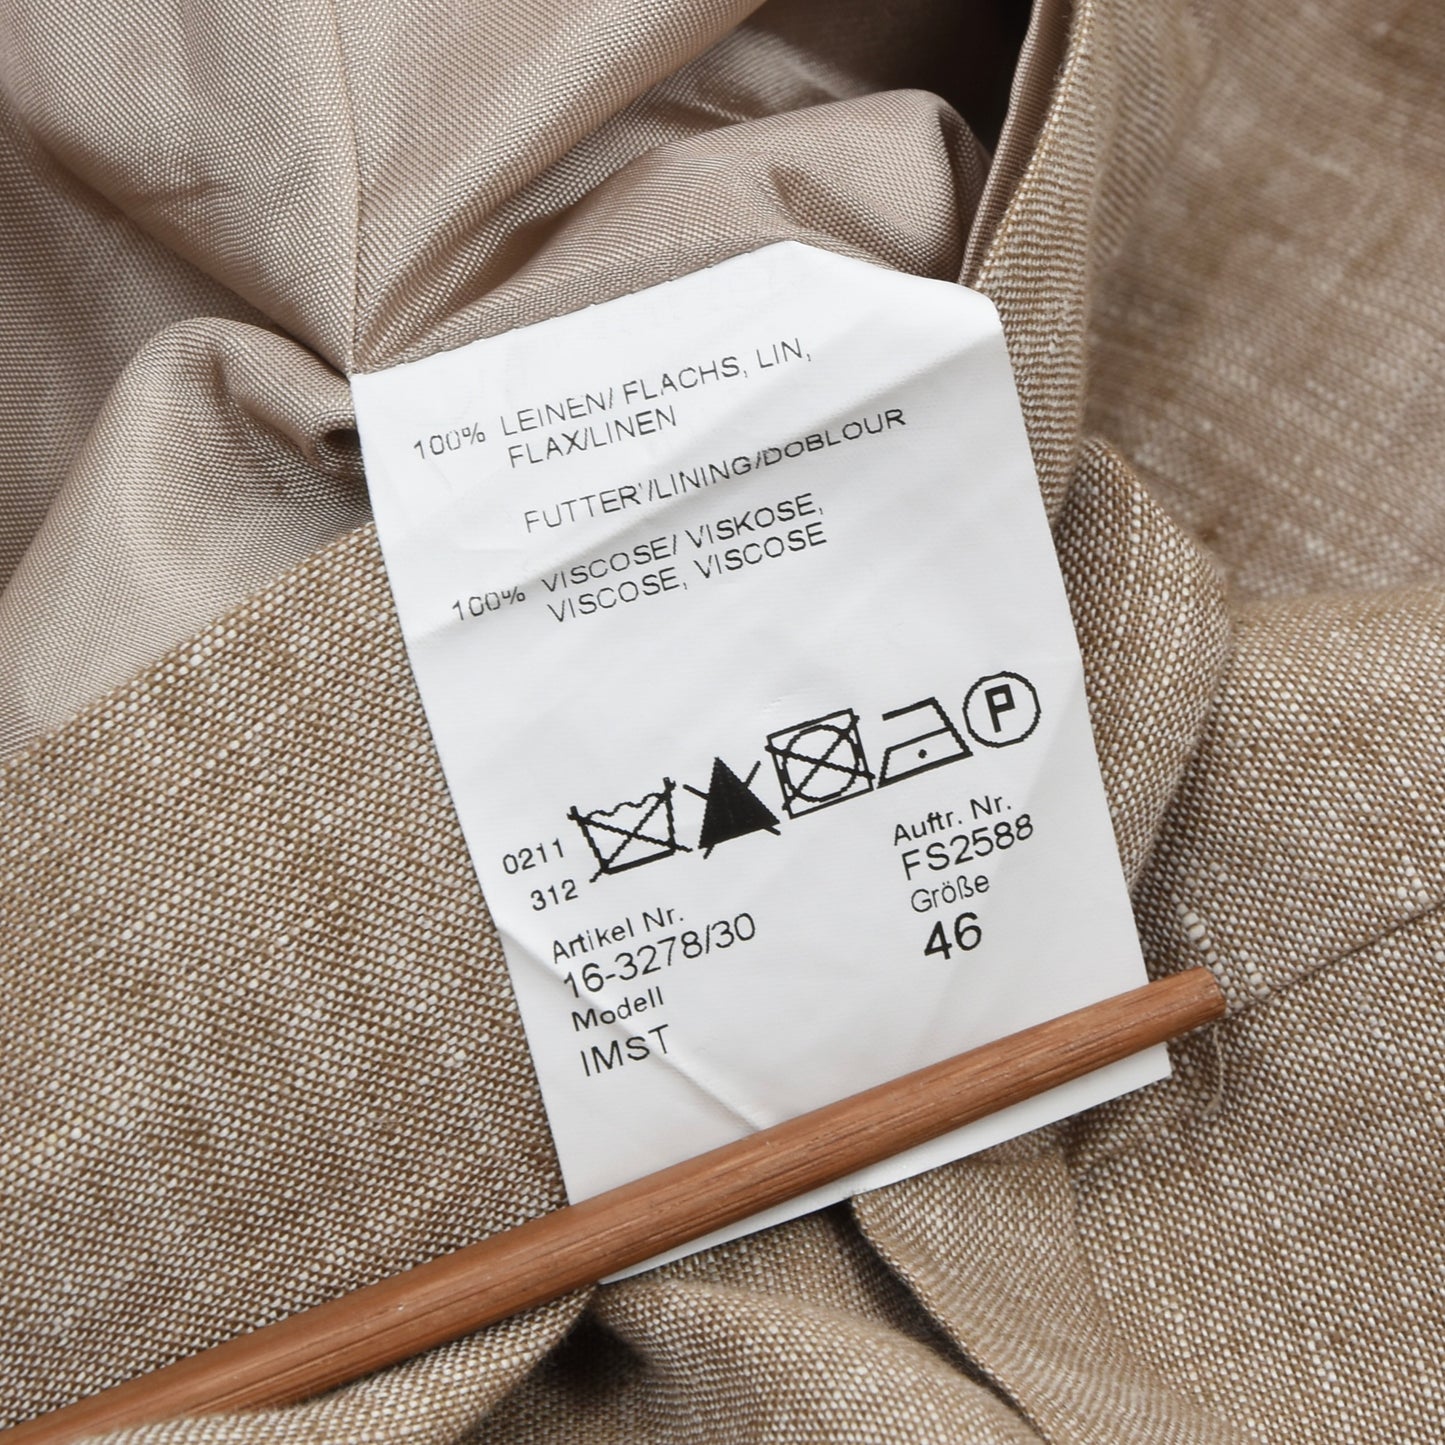 100% LEINEN/ FLACHS, LIN,
FLAX/LINEN
FUTTER'/LINING/DOBLOUR
100% VISCOSE/ VISKOSE,
VISCOSE, VISCOSE
P
0211
312
Artikel Nr.
16-3278/30
Modell
IMST
Auftr. Nr.
FS2588
Größe
46